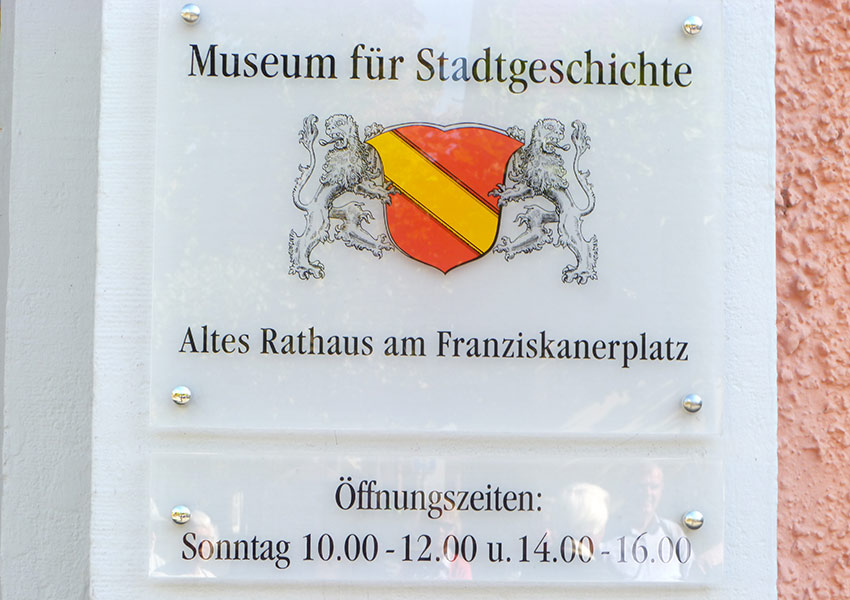 Museum für Stadtgeschichte
Altes Rathaus am Franziskanerplatz
Öffnungszeiten:
Sonntag 10.00 - 12.00 u. 14.00 - 16.00